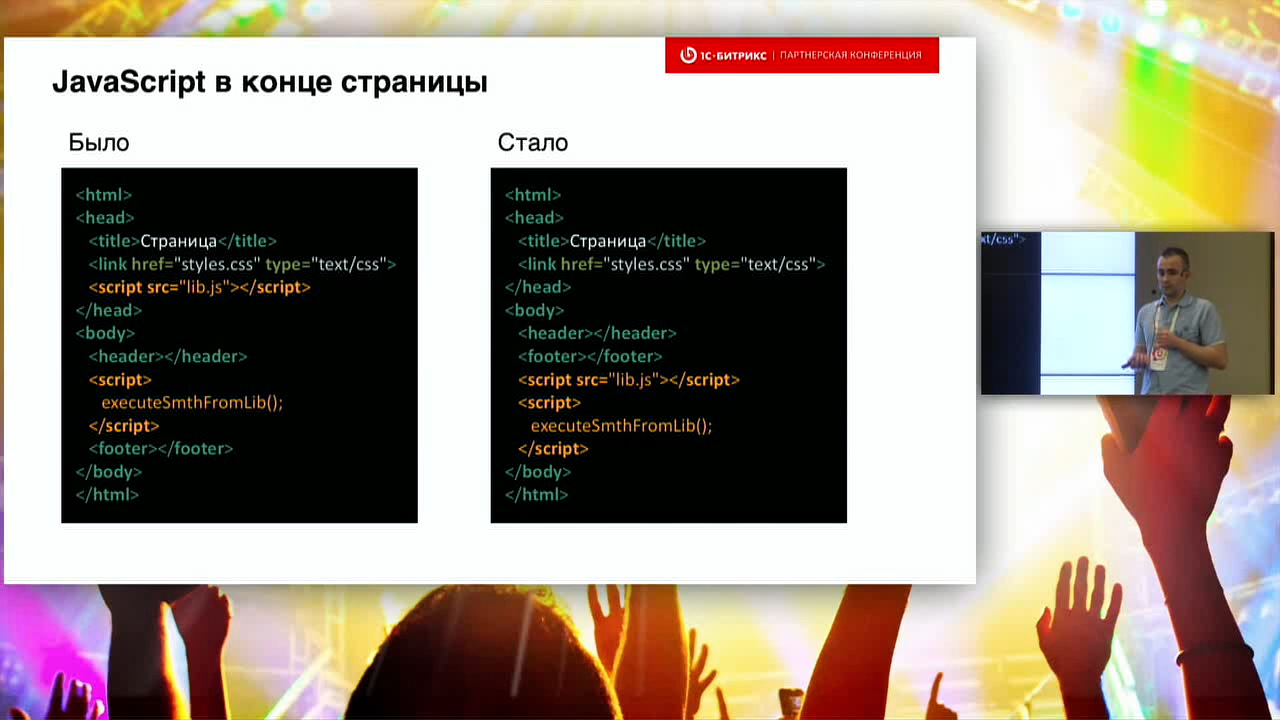 1С-БИТРИКС | ПАРТНЕРСКАЯ КОНФЕРЕНЦИЯ
JavaScript в конце страницы
Было
<html>
<head>
<title>Страница</title>
<link href="styles.css" type="text/css">
<script src="lib.js"></script>
</head>
<body>
<header></header>
<script>
executeSmthFromLib();
</script>
<footer></footer>
</body>
</html>
Стало
<html>
<head>
<title>Страница</title>
<link href="styles.css" type="text/css">
</head>
<body>
<header></header>
<footer></footer>
<script src="lib.js"></script>
<script>
executeSmthFromLib();
</script>
</body>
</html>
xt/css">